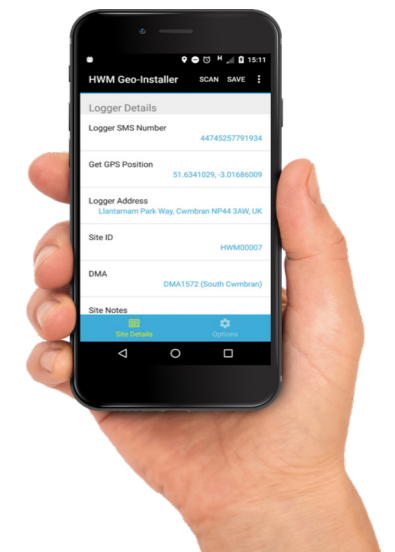 H 15:11
HWM Geo-Installer SCAN SAVE
Logger Details
Logger SMS Number
44745257791934
Get GPS Position
51.6341029, -3.01686009
Logger Address
Llantarnam Park Way, Cwmbran NP44 3AW, UK
Site ID
HWM00007
DMA
DMA1572 (South Cwmbran)
Site Notes
Site Details Options